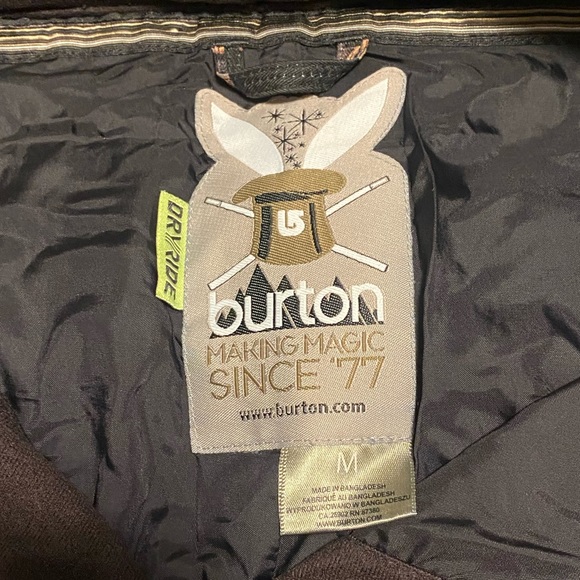 DRYRIDE
burton
MAKING MAGIC
SINCE '77
www.burton.com
M
MADE IN BANGLADESH
FABRIQUÉ AU BANGLADESH
WYPRODUKOWANO W BANGLADESZU
CA 25902 RN 87380
WWW.BURTON.COM